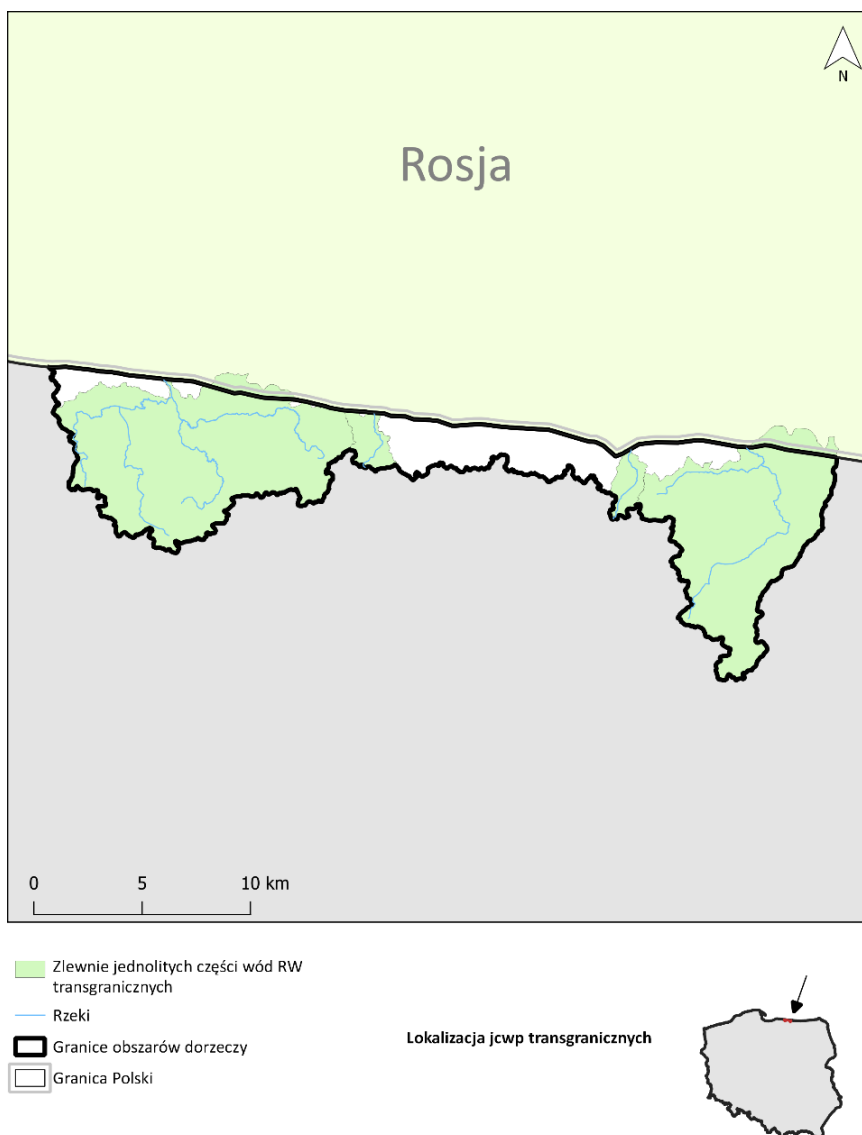 N
Rosja
0 5 10 km
Zlewnie jednolitych części wód RW
transgranicznych
Rzeki
Granice obszarów dorzeczy
Granica Polski
Lokalizacja jcwp transgranicznych